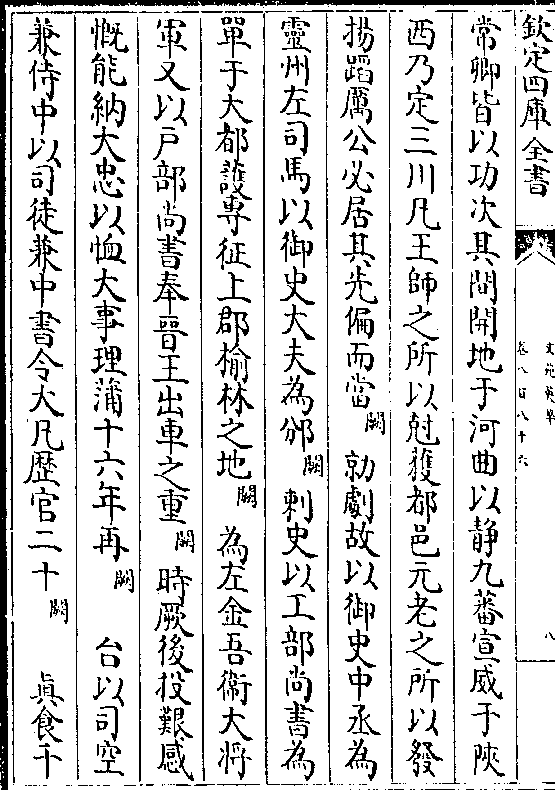 欽定四庫全書
文苑英華
卷八百八十六
八
常卿皆以功次其間開地于河曲以静九蕃宣威于陜
西乃定三川凡王師之所以尅獲都邑元老之所以發
揚蹈厲公必居其先偏而當闕勍劇故以御史中丞為
靈州左司馬以御史大夫為邠闕刺史以工部尚書為
單于大都護専征上郡榆林之地闕為左金吾衛大將
軍又以戶部尚書奉晉王出車之重闕時厥後投艱感
慨能納大忠以恤大事理蒲十六年再闕台以司空
兼侍中以司徒兼中書令大凡歴官二十闕眞食千